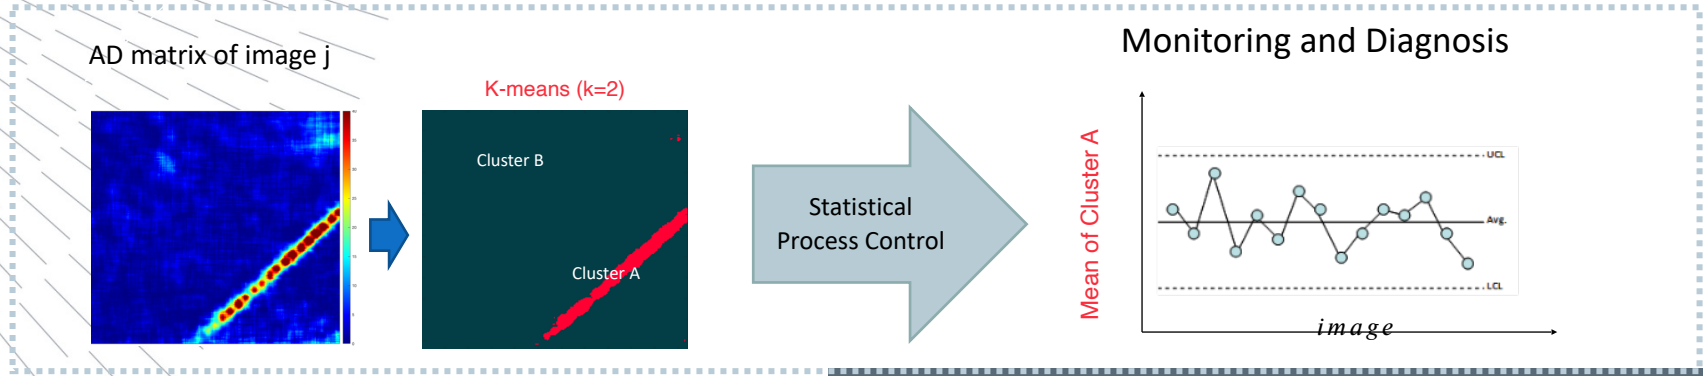 AD matrix of image j
K-means (k=2)
Cluster B
Cluster A
Statistical
Process Control
Monitoring and Diagnosis
Mean of Cluster A
UCL
Avg.
LCL
image